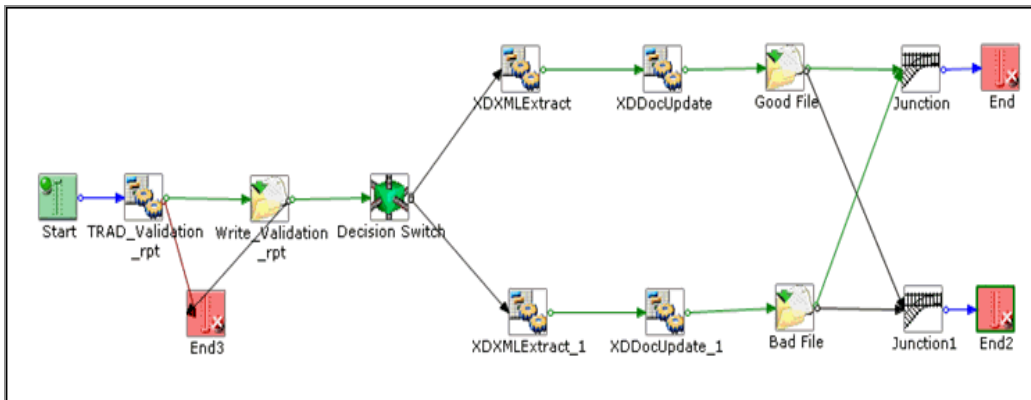 XDXMLExtract
XDDocUpdate
Good File
Junction
End
Start
TRAD_Validation
_rpt
Write_Validation
_rpt
Decision Switch
End3
XDXMLExtract_1
XDDocUpdate_1
Bad File
Junction1
End2